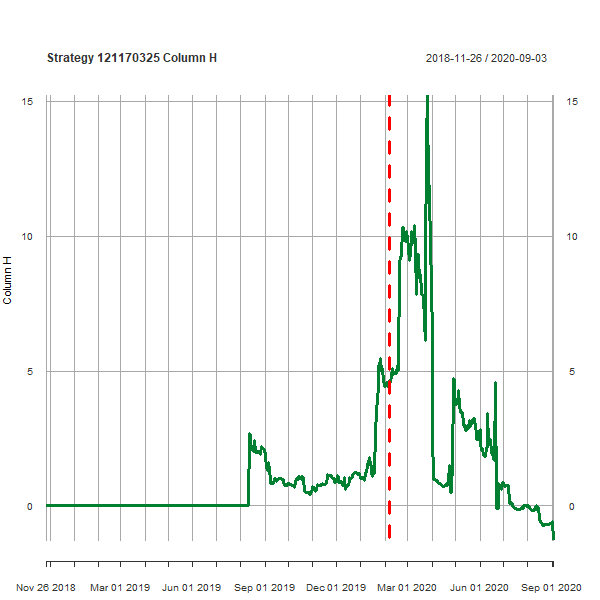 Strategy 121170325 Column H
2018-11-26 / 2020-09-03
15
15
10
10
5
5
0
0
Column H
Nov 26 2018
Mar 01 2019
Jun 01 2019
Sep 01 2019
Dec 01 2019
Mar 01 2020
Jun 01 2020
Sep 01 2020